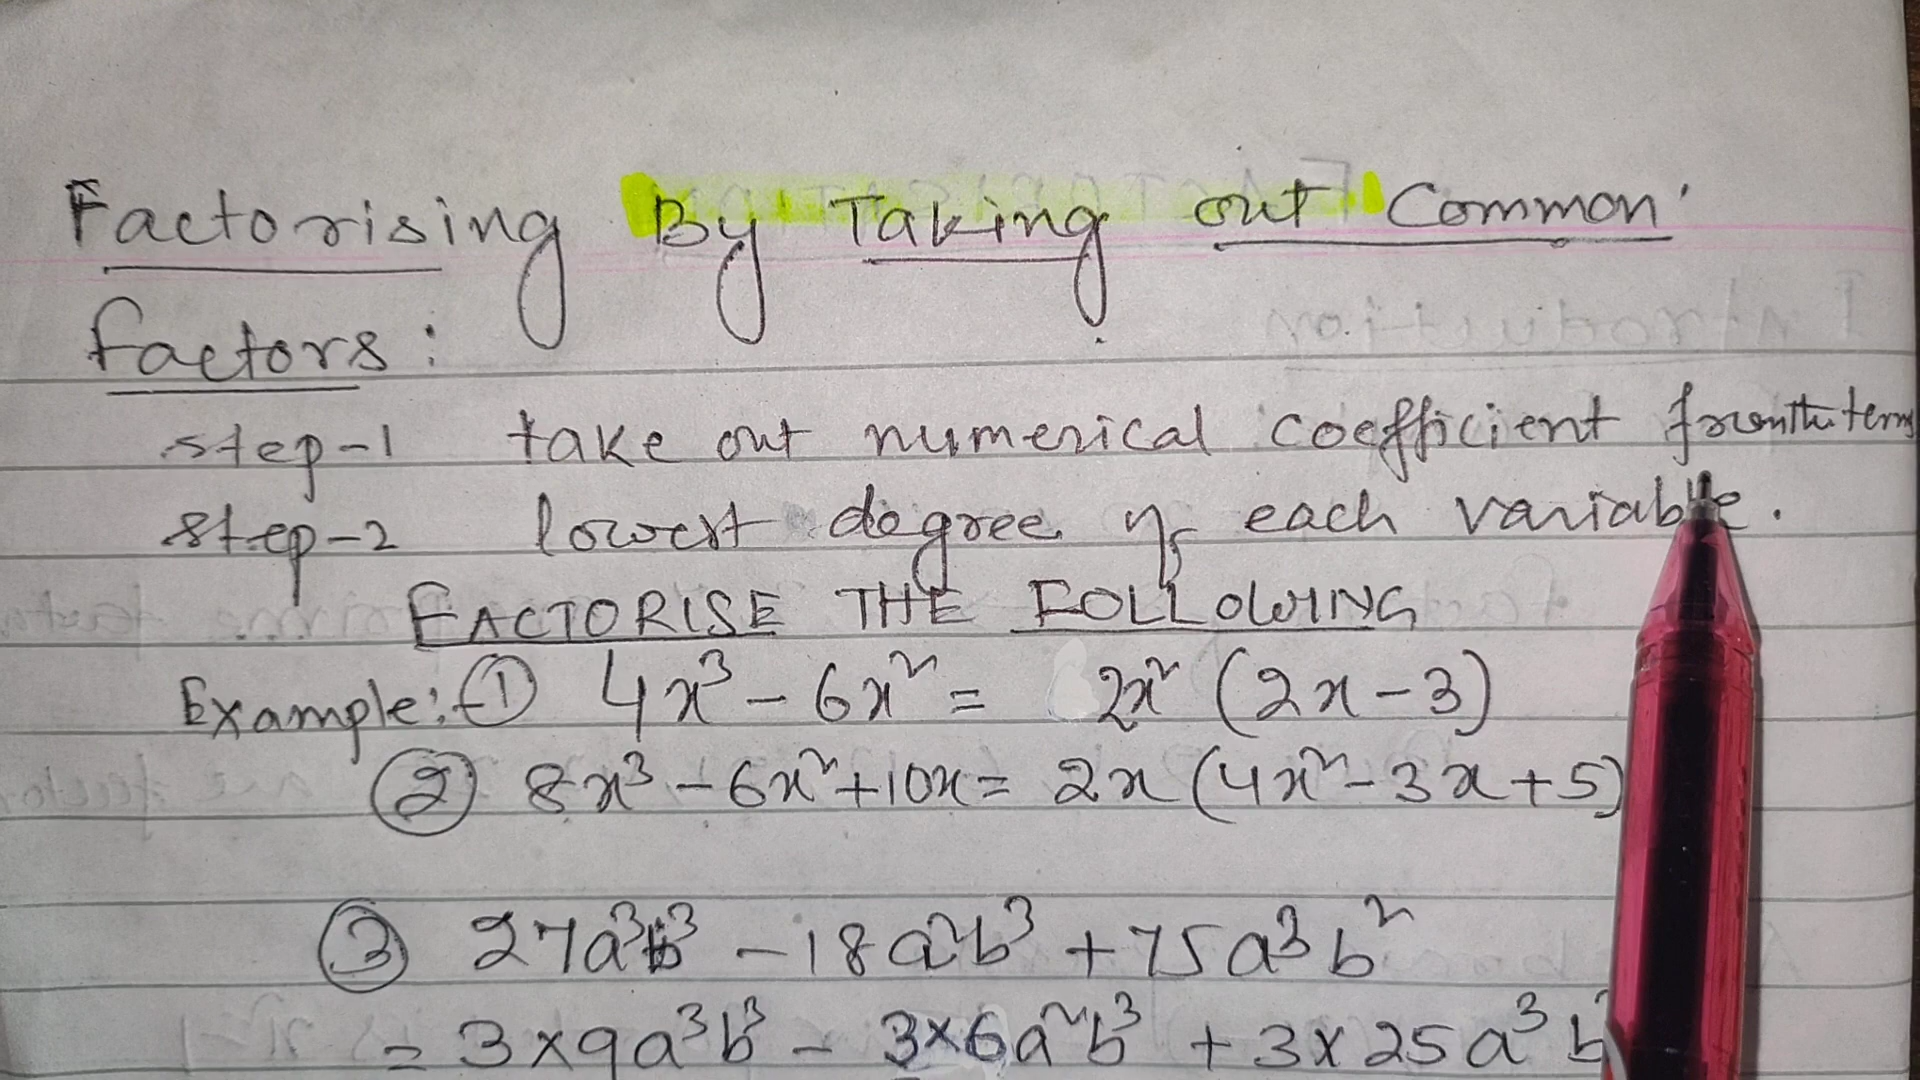 Factorising By Taking out Common
factors:
step-1 take out numerical coefficient from the terms
step-2 lowest degree of each variable.
FACTORISE THE FOLLOWING
Example: ① 4x³ - 6x² = 2x² (2x - 3)
② 8x³ - 6x² + 10x = 2x (4x² - 3x + 5)
③ 27a³b³ - 18a²b³ + 75a³b²
= 3×9a³b³ - 3×6a²b³ + 3×25a³b